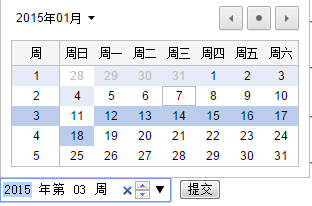 2015年01月
周 周日 周一 周二 周三 周四 周五 周六
1 28 29 30 31 1 2 3
2 4 5 6 7 8 9 10
3 11 12 13 14 15 16 17
4 18 19 20 21 22 23 24
5 25 26 27 28 29 30 31
2015 年第 03 周 提交